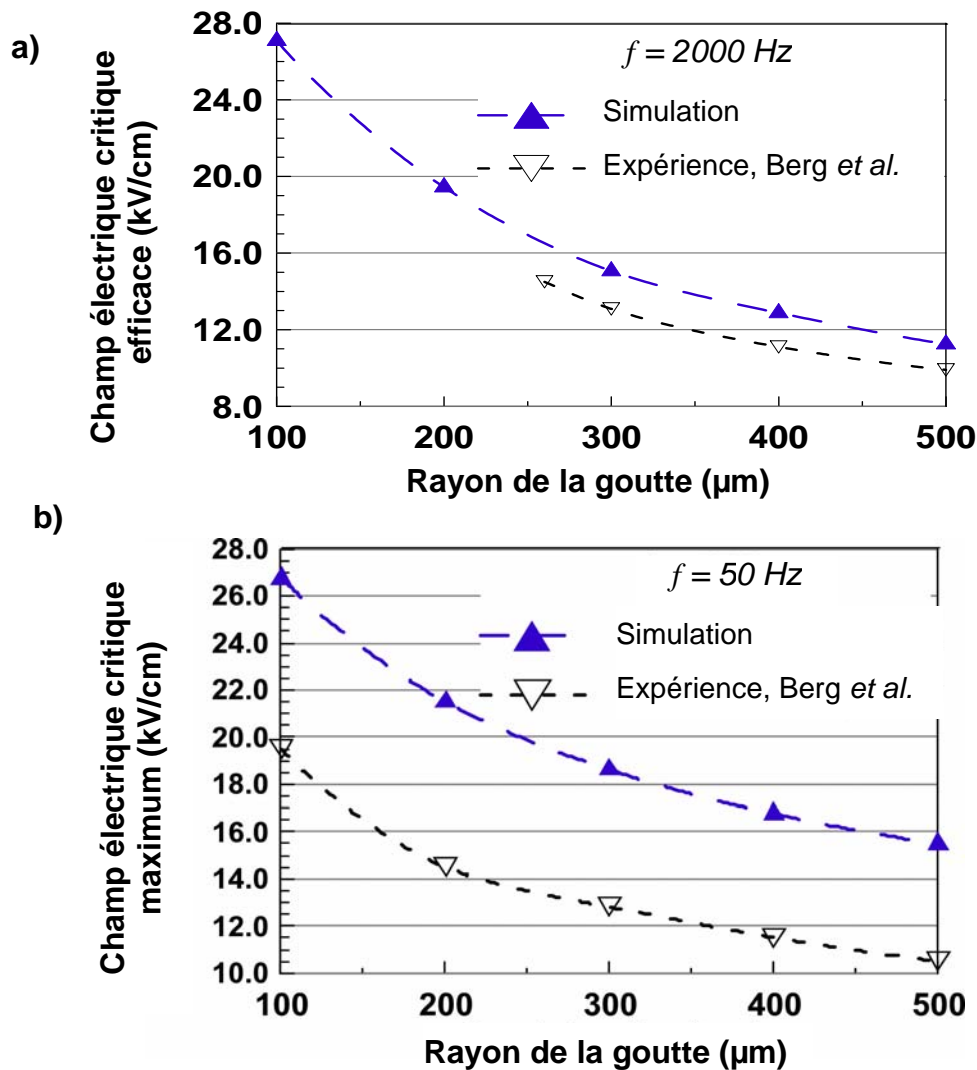 a)
Champ électrique critique
efficace (kV/cm)
28.0
24.0
20.0
16.0
12.0
8.0
f = 2000 Hz
Simulation
Expérience, Berg et al.
100 200 300 400 500
Rayon de la goutte (µm)
b)
Champ électrique critique
maximum (kV/cm)
28.0
26.0
24.0
22.0
20.0
18.0
16.0
14.0
12.0
10.0
f = 50 Hz
Simulation
Expérience, Berg et al.
100 200 300 400 500
Rayon de la goutte (µm)